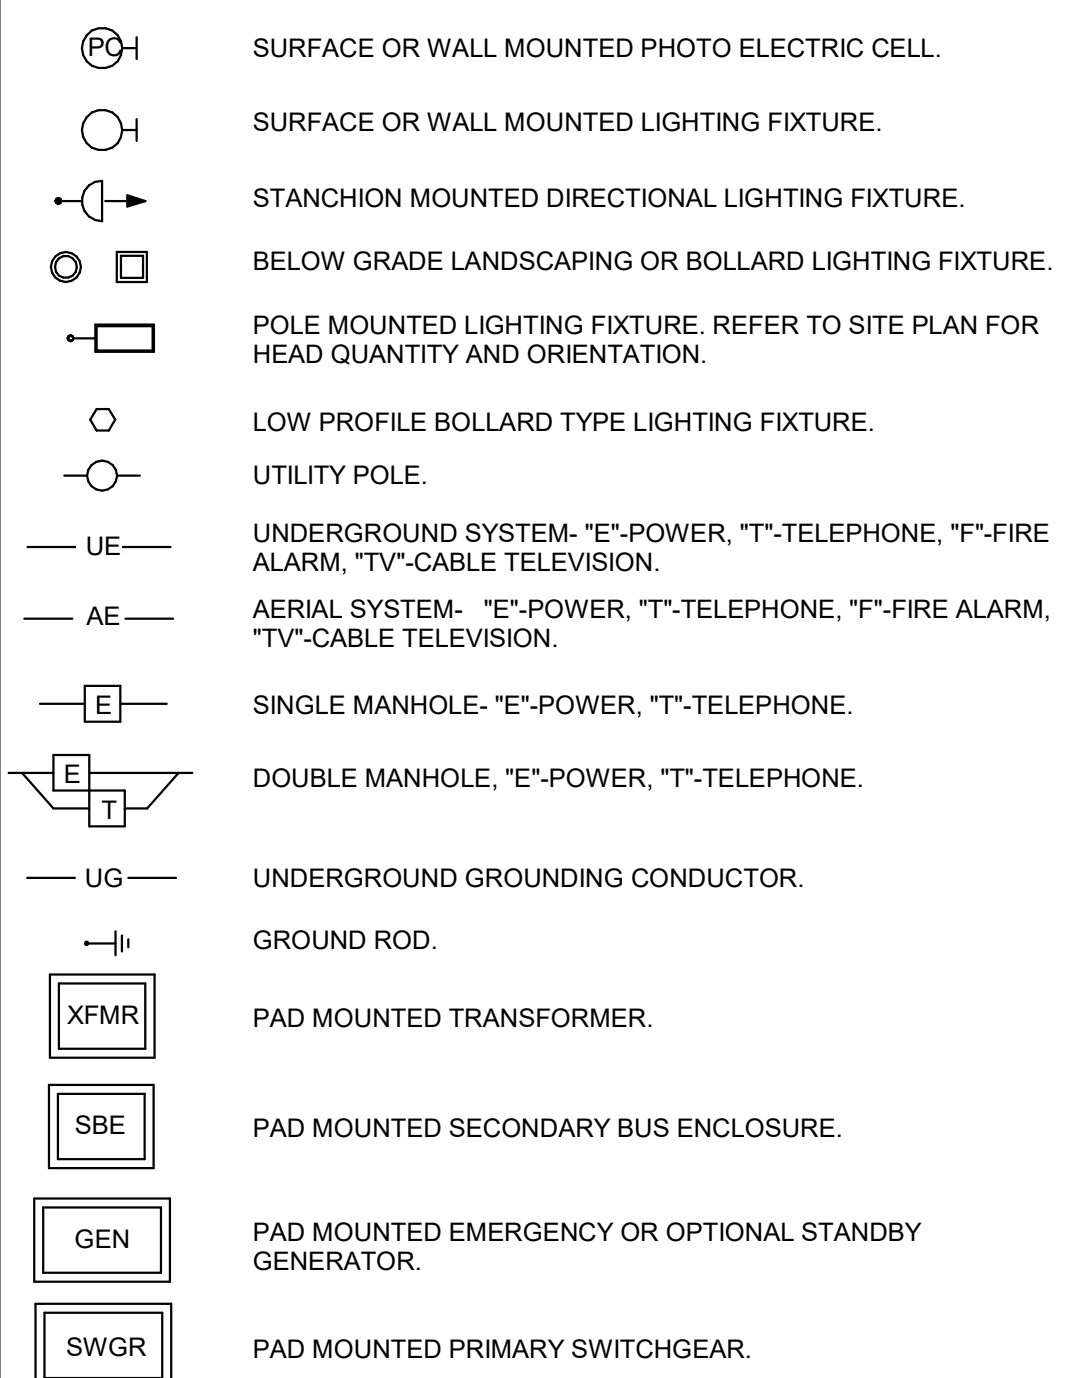 PC SURFACE OR WALL MOUNTED PHOTO ELECTRIC CELL.
SURFACE OR WALL MOUNTED LIGHTING FIXTURE.
STANCHION MOUNTED DIRECTIONAL LIGHTING FIXTURE.
BELOW GRADE LANDSCAPING OR BOLLARD LIGHTING FIXTURE.
POLE MOUNTED LIGHTING FIXTURE. REFER TO SITE PLAN FOR
HEAD QUANTITY AND ORIENTATION.
LOW PROFILE BOLLARD TYPE LIGHTING FIXTURE.
UTILITY POLE.
UE UNDERGROUND SYSTEM- "E"-POWER, "T"-TELEPHONE, "F"-FIRE
ALARM, "TV"-CABLE TELEVISION.
AE AERIAL SYSTEM- "E"-POWER, "T"-TELEPHONE, "F"-FIRE ALARM,
"TV"-CABLE TELEVISION.
E SINGLE MANHOLE- "E"-POWER, "T"-TELEPHONE.
E DOUBLE MANHOLE, "E"-POWER, "T"-TELEPHONE.
T
UG UNDERGROUND GROUNDING CONDUCTOR.
GROUND ROD.
XFMR PAD MOUNTED TRANSFORMER.
SBE PAD MOUNTED SECONDARY BUS ENCLOSURE.
GEN PAD MOUNTED EMERGENCY OR OPTIONAL STANDBY
GENERATOR.
SWGR PAD MOUNTED PRIMARY SWITCHGEAR.